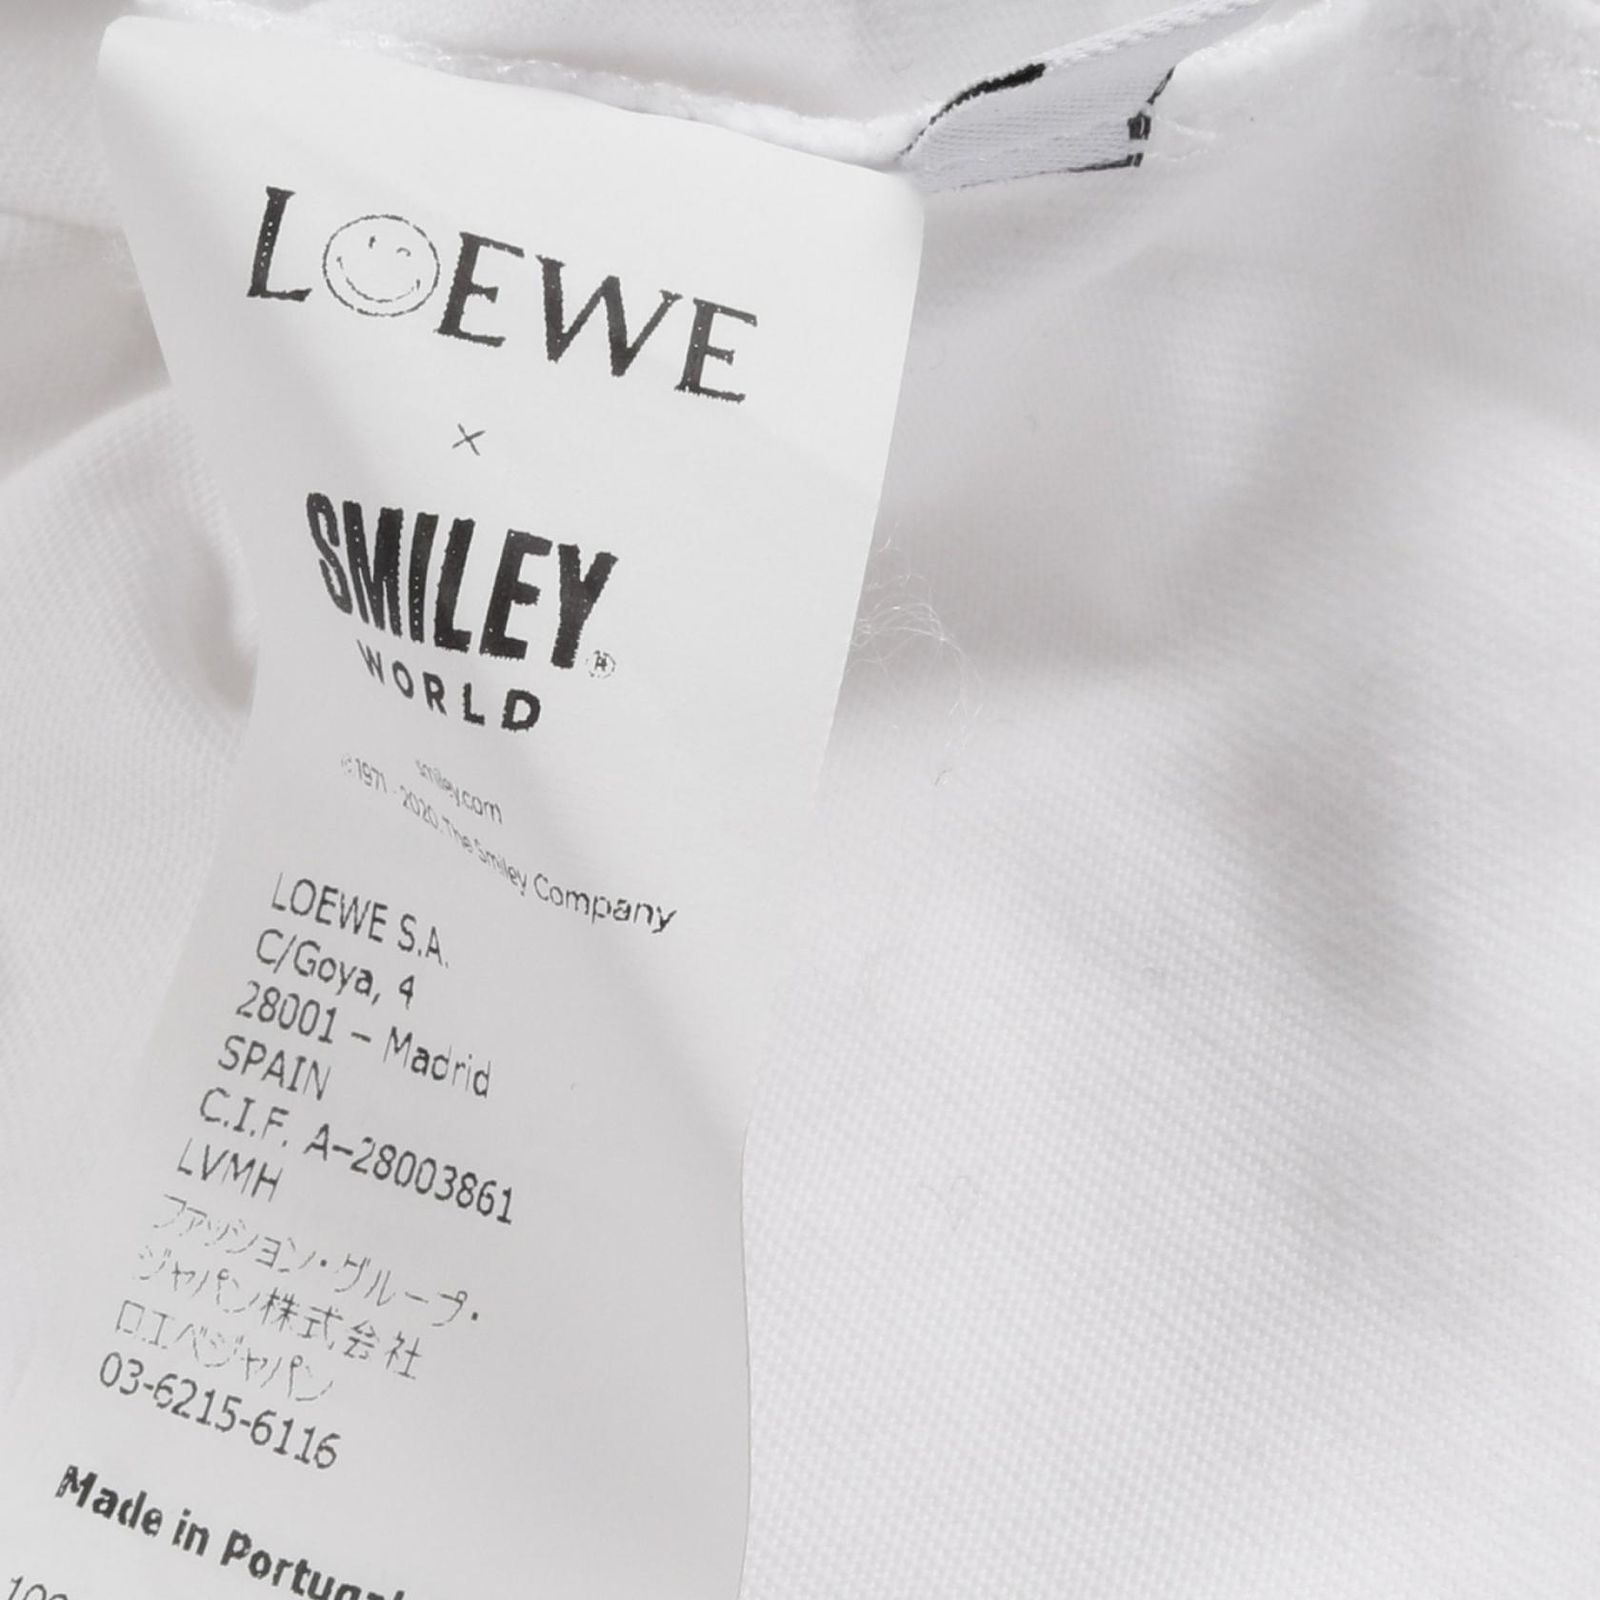 LOEWE
×
SMILEY®
WORLD
smiley.com
©1971 - 2020 The Smiley Company
LOEWE S.A.
C/Goya, 4
28001 – Madrid
SPAIN
C.I.F. A–28003861
LVMH
ファッション・グループ・
ジャパン株式会社
ロエベジャパン
03-6215-6116
Made in Portugal
100